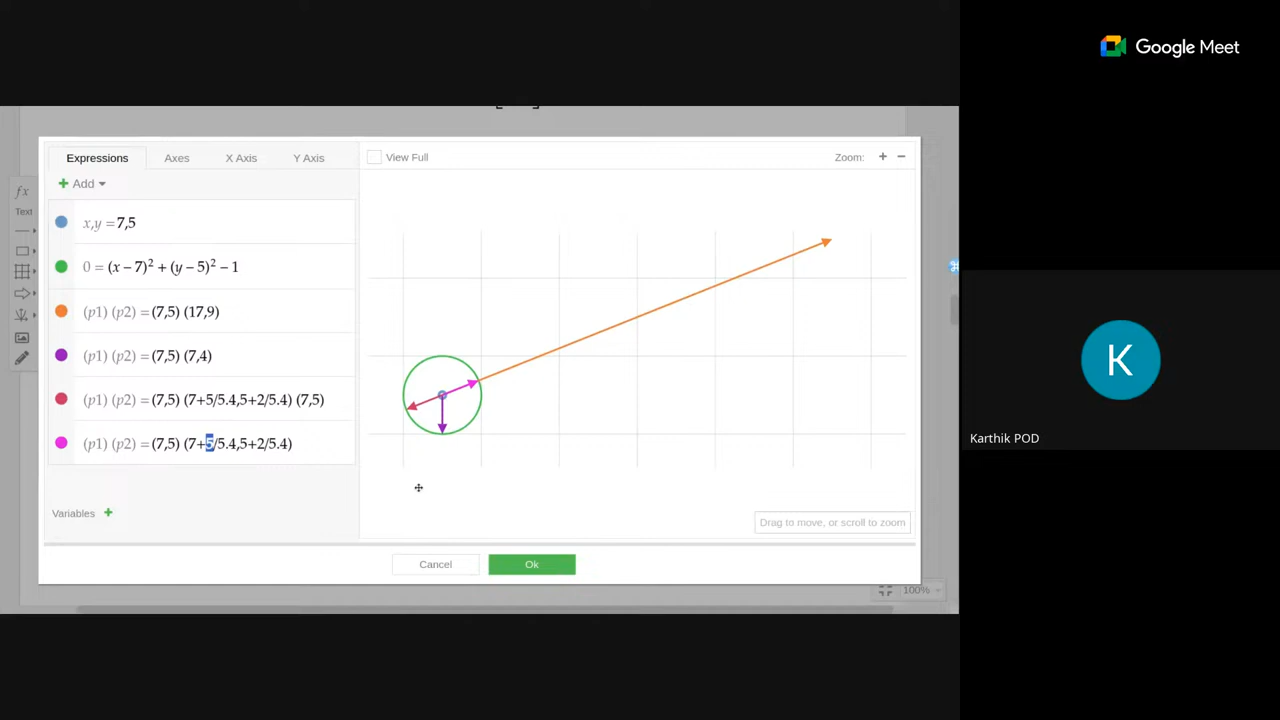 Google Meet
Expressions Axes X Axis Y Axis
View Full
Zoom: + −
+ Add
fx
Text
x,y = 7,5
0 = (x − 7)² + (y − 5)² − 1
(p1) (p2) = (7,5) (17,9)
(p1) (p2) = (7,5) (7,4)
(p1) (p2) = (7,5) (7+5/5.4,5+2/5.4) (7,5)
(p1) (p2) = (7,5) (7+5/5.4,5+2/5.4)
Variables +
Drag to move, or scroll to zoom
Cancel Ok
100%
K
Karthik POD